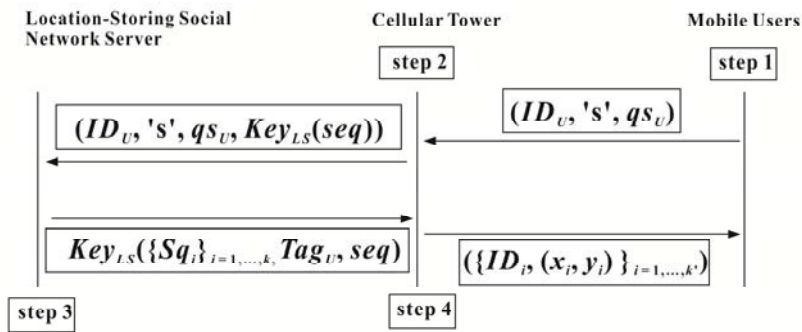 Location-Storing Social
Network Server
Cellular Tower
Mobile Users
step 2
step 1
(ID_U, 's', qs_U, Key_LS(seq))
(ID_U, 's', qs_U)
Key_LS({Sq_i}_{i=1,...,k,} Tag_U, seq)
({ID_i, (x_i, y_i) }_{i=1,...,k'})
step 3
step 4